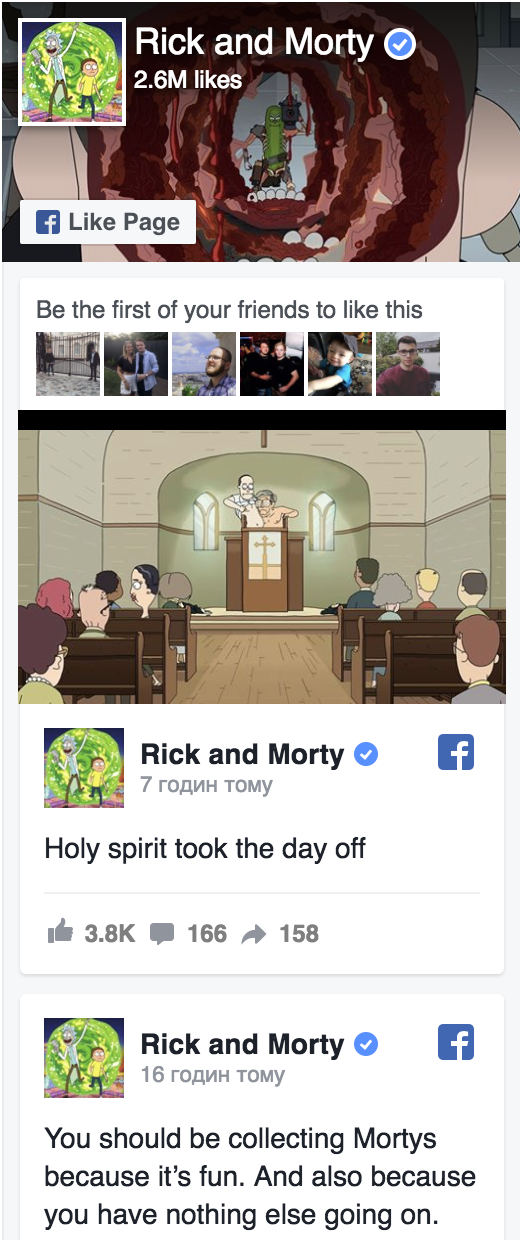 Rick and Morty
2.6M likes
Like Page
Be the first of your friends to like this
Rick and Morty
7 годин тому
Holy spirit took the day off
3.8K 166 158
Rick and Morty
16 годин тому
You should be collecting Mortys
because it’s fun. And also because
you have nothing else going on.